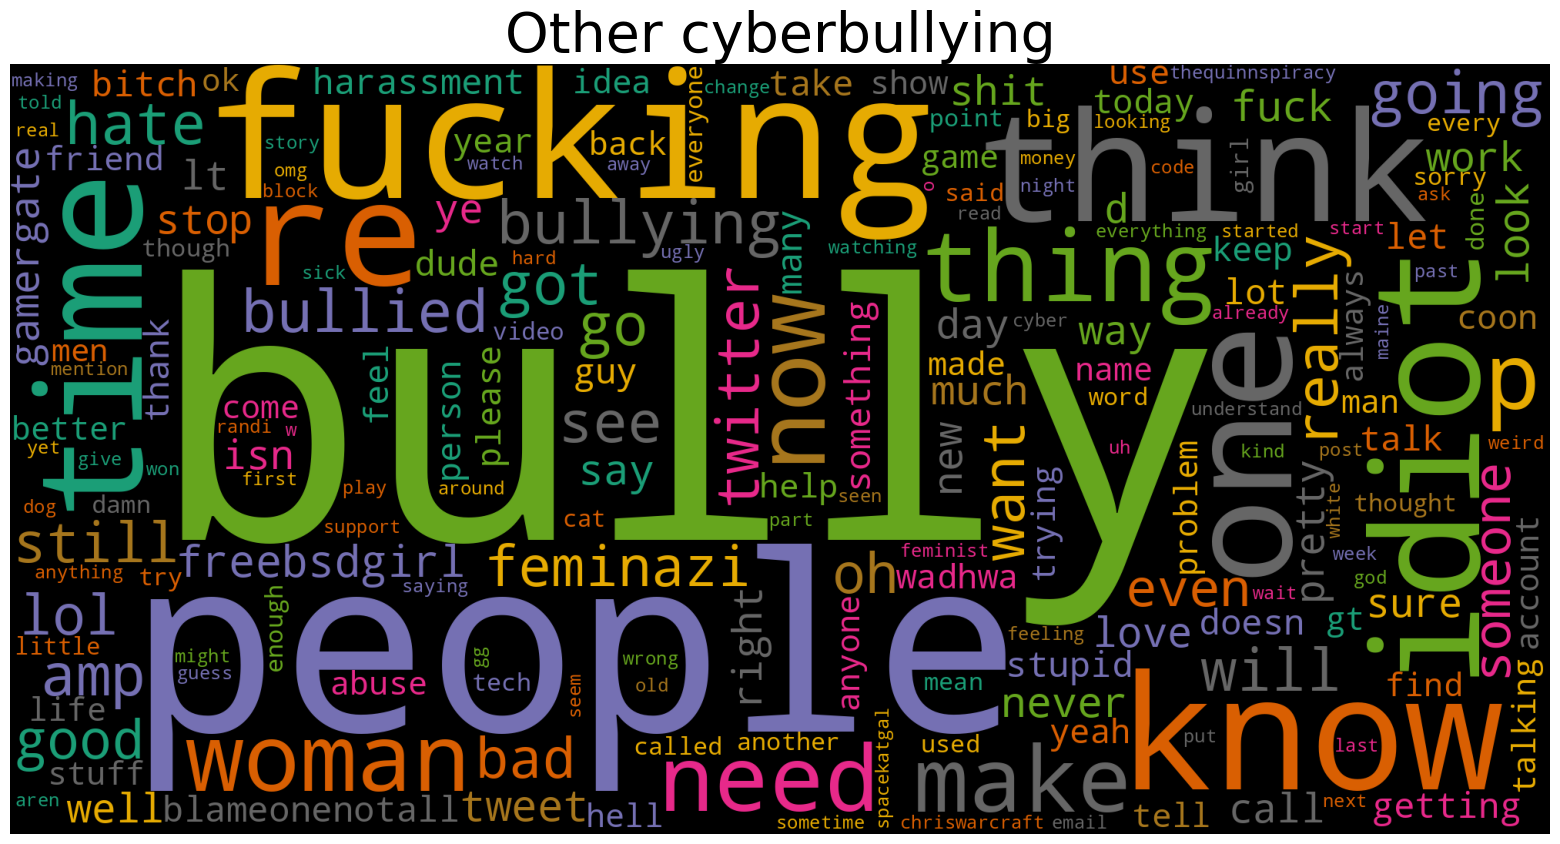 Other cyberbullying
making
bitch
ok
harassment
idea
everyone
change
take
show
use
thequinnspiracy
going
told
hate
fucking
shit
today
fuck
real
friend
lt
story
year
back
point
big
looking
every
gamergate
omg
watch
away
game
think
money
code
girl
work
block
said
night
sorry
time
stop
re
ye
bullying
o
read
d
ask
look
though
dude
hard
ugly
many
watching
everything
started
start
let
done
sick
got
thing
keep
past
bullied
video
go
twitter
now
something
lot
already
really
always
coon
men
thank
bully
day
cyber
way
maine
idiot
mention
feel
person
please
guy
made
name
one
p
better
come
see
much
word
understand
man
randi
w
yet
isn
say
new
want
uh
kind
post
talk
weird
give
won
first
play
around
help
seen
trying
problem
pretty
white
thought
someone
dog
damn
support
cat
part
still
freebsdgirl
feminazi
oh
feminist
wadhwa
week
account
anything
try
saying
even
wait
god
lol
enough
right
anyone
feeling
love
doesn
gt
sure
little
might
guess
people
gg
wrong
stupid
amp
abuse
tech
seem
old
mean
will
find
talking
life
never
good
woman
bad
called
another
spacekatgal
used
yeah
put
know
last
stuff
need
make
aren
well
blameonenotall
tweet
hell
sometime
chriswarcraft
email
tell
call
next
getting